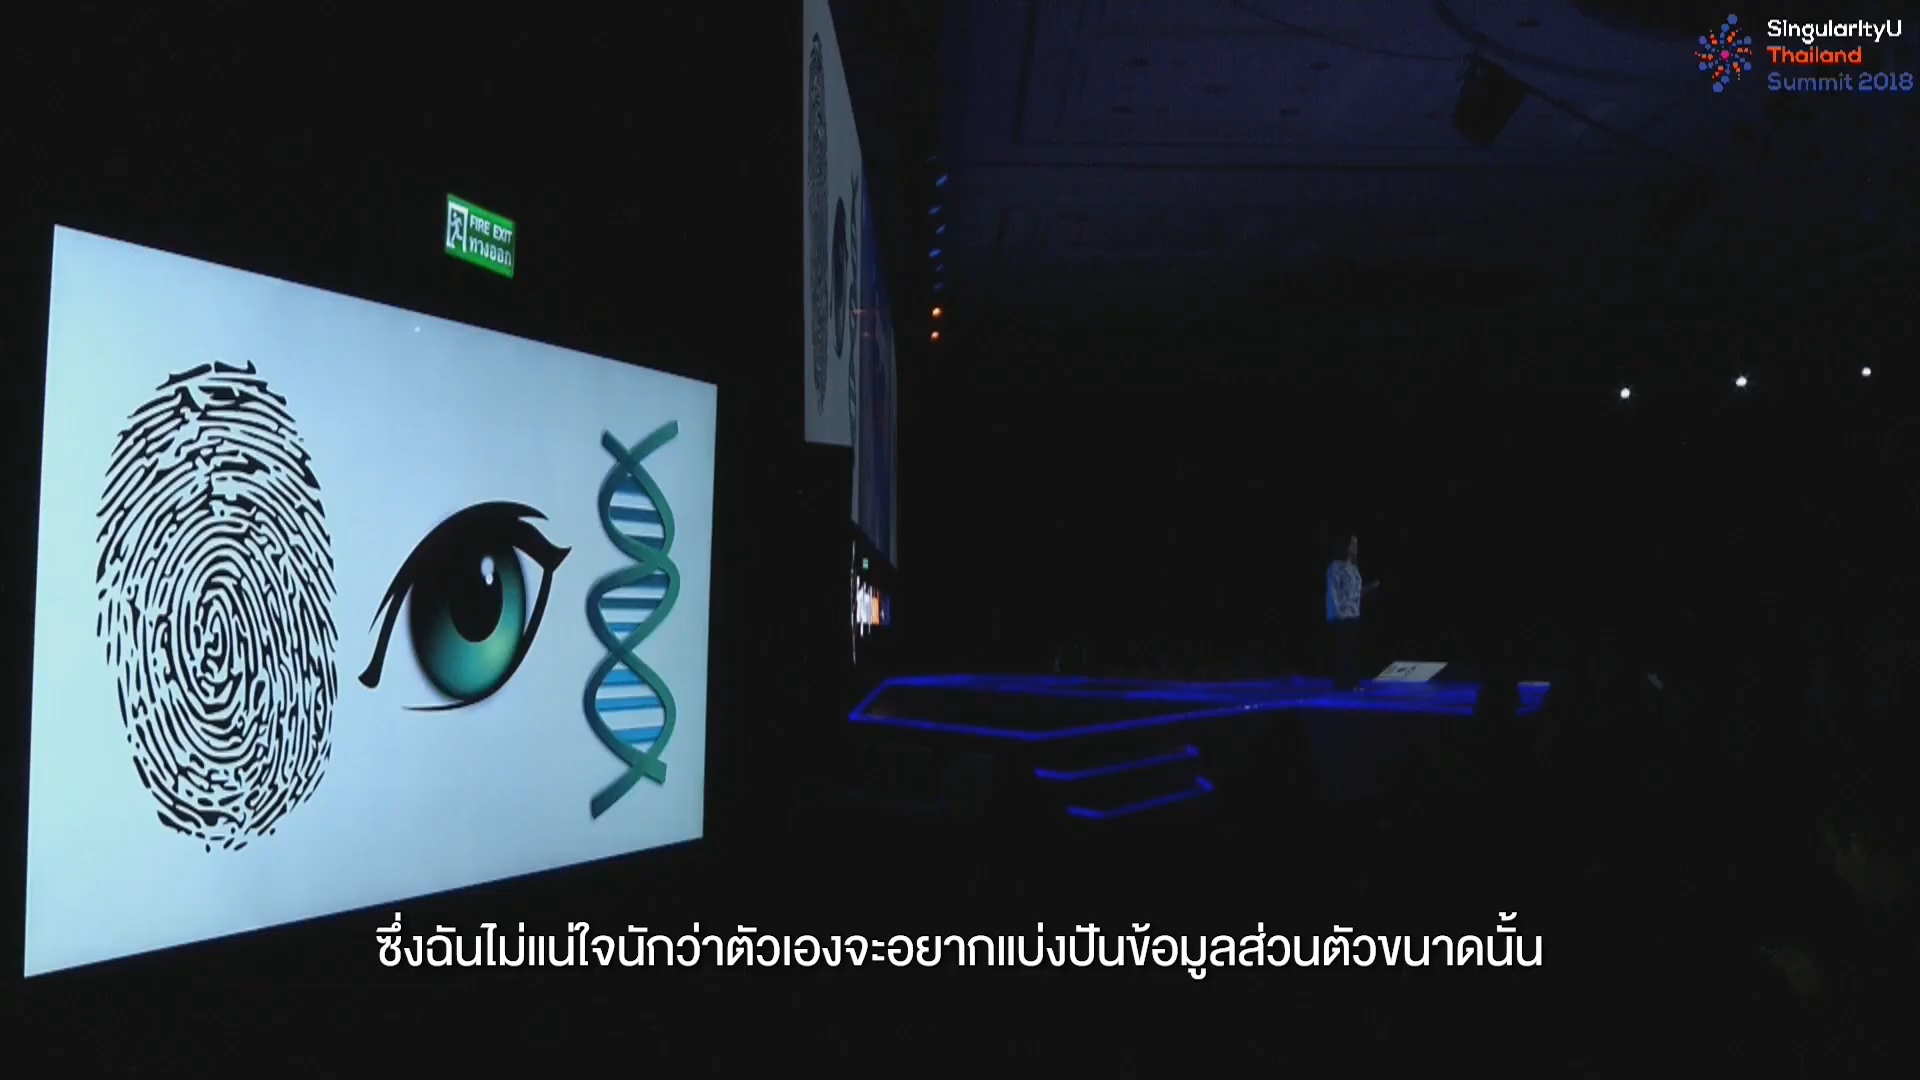 SingularityU
Thailand
Summit 2018
FIRE EXIT
ทางออก
ซึ่งฉันไม่แน่ใจนักว่าตัวเองจะอยากแบ่งปันข้อมูลส่วนตัวขนาดนั้น